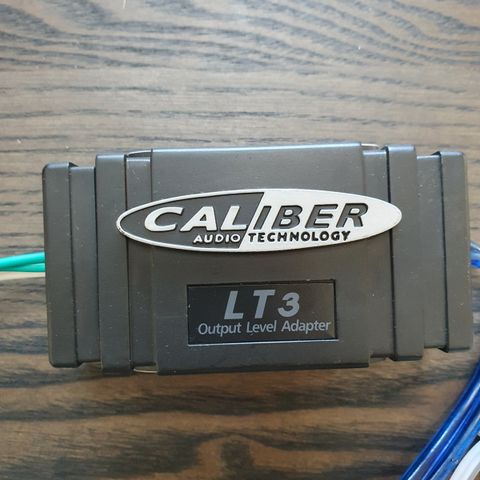 CALIBER
AUDIO TECHNOLOGY
LT3
Output Level Adapter